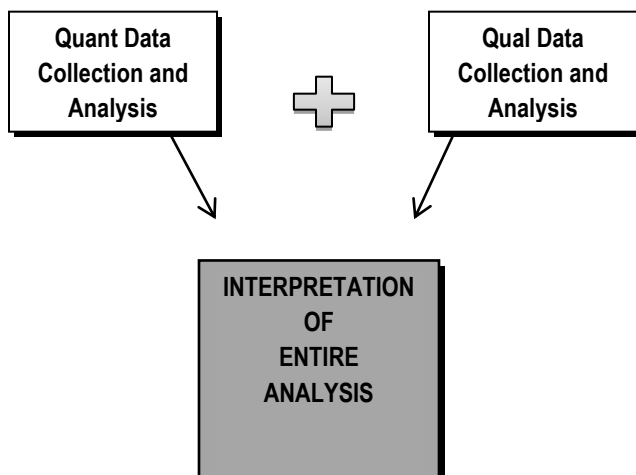 Quant Data
Collection and
Analysis
Qual Data
Collection and
Analysis
INTERPRETATION
OF
ENTIRE
ANALYSIS